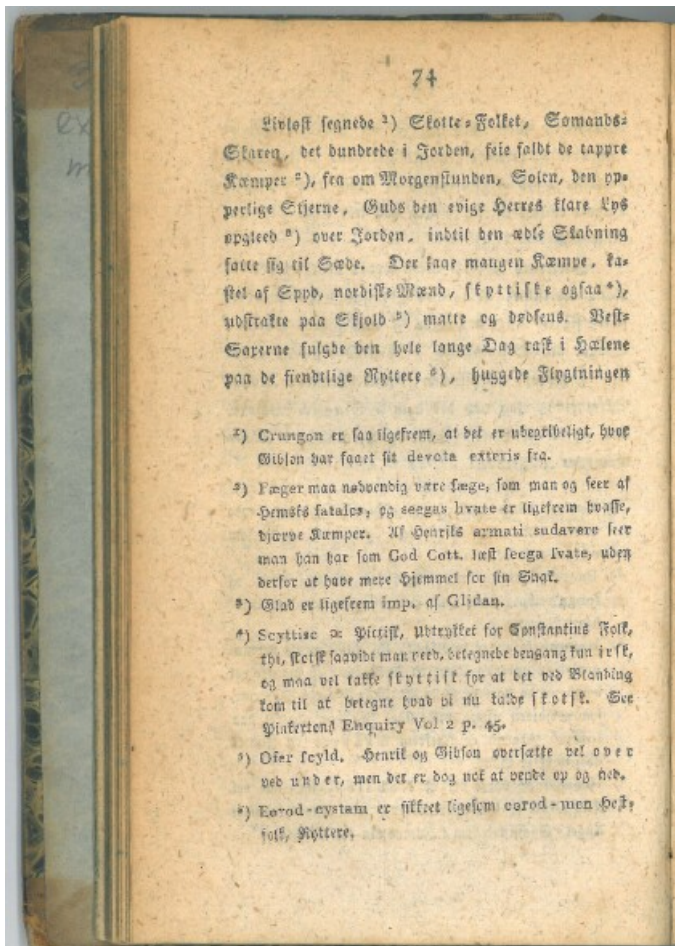 74
Livløst segnede ¹) Skotte-Folket, Sømands-
Skaren, det dundrede i Jorden, feie faldt de tappre
Kæmper ²), fra om Morgenstunden, Solen, den yp-
perlige Stjerne, Guds den evige Herres klare Lys
opgleed ³) over Jorden, indtil den ædle Skabning
satte sig til Sæde. Der laae mangen Kæmpe, ka-
stet af Spyd, nordiske Mænd, skyttiske ogsaa ⁴),
udstrakte paa Skjold ⁵) matte og dødsens. Vest-
Saxerne fulgde den hele lange Dag rask i Hælene
paa de fiendtlige Ryttere ⁶), huggede Flygtningen
¹) Crungon er saa ligefrem, at det er ubegribeligt, hvor
Gibson har faaet sit devota exteris fra.
²) Fæger maa nødvendig være fæge, som man og seer af
fatales, og secgas hvate er ligefrem hvasse,
djærve Kæmper. Af Henriks armati sudavere seer
man han har som Cod Cott. læst secga svate, uden
derfor at have mere Hjemmel for sin Snak.
³) Glad er ligefrem imp. af Glidan.
⁴) Scyttisc ɔ: Pictisk, Udtrykket for Constantins Folk,
thi, skotsk saavidt man veed, betegnede dengang kun irsk,
og maa vel takke skyttisk for at det ved Blanding
kom til at betegne hvad vi nu kalde skotsk. See
Pinkertons Enquiry Vol 2 p. 45.
⁵) Ofer scyld. Henrik og Gibson oversætte vel over
ved under, men det er dog nok at vende op og ned.
⁶) Eorod-cystam er sikkert ligesom eorod-men Hest-
folk, Ryttere.